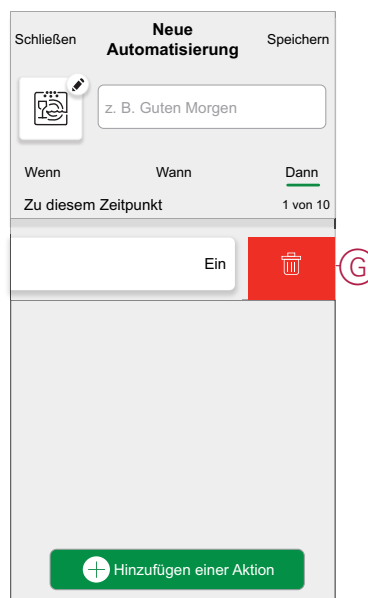 Schließen
Neue
Automatisierung
Speichern
z. B. Guten Morgen
Wenn
Wann
Dann
Zu diesem Zeitpunkt
1 von 10
Ein
G
Hinzufügen einer Aktion